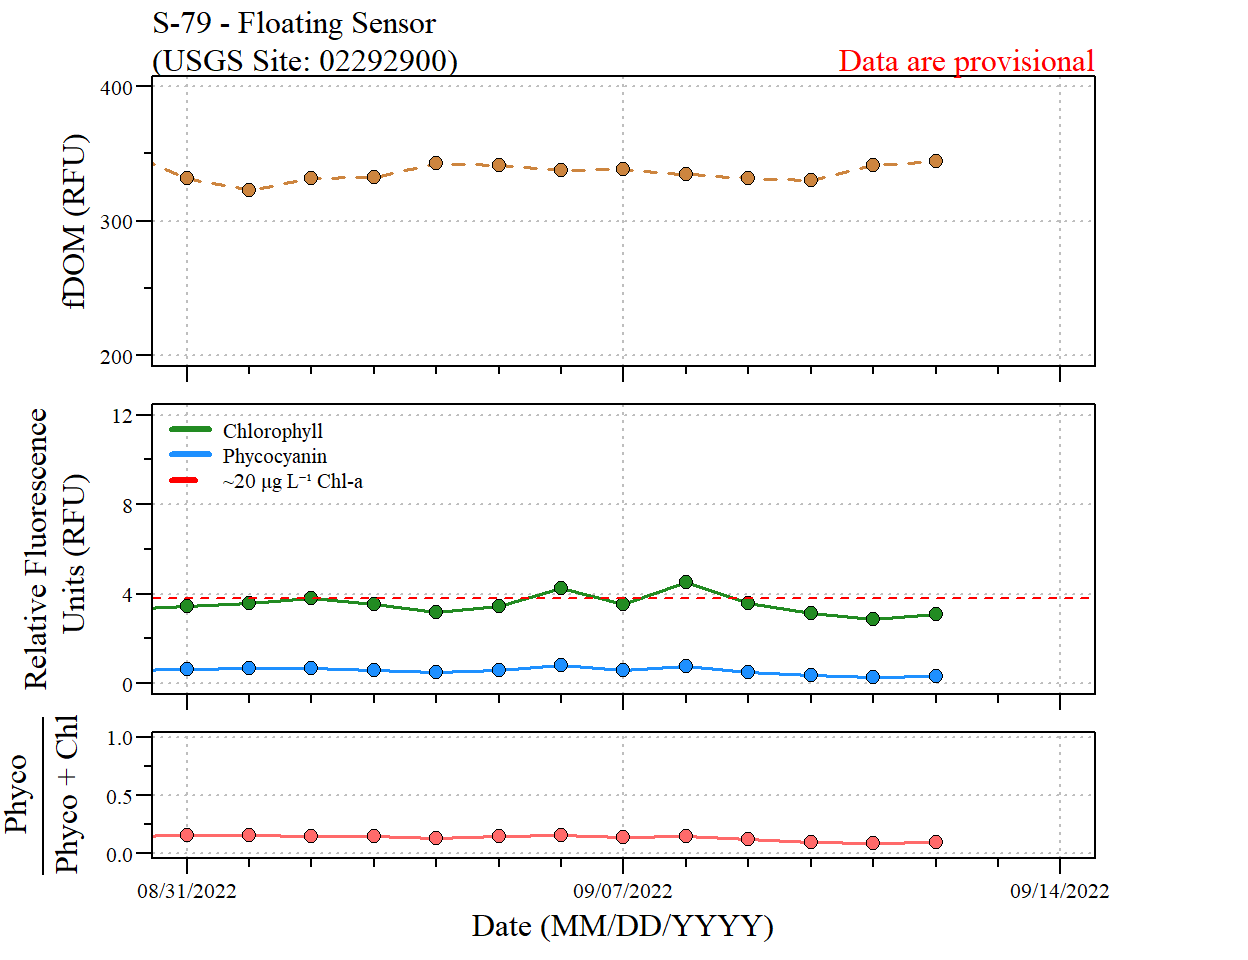 S-79 - Floating Sensor
(USGS Site: 02292900)
Data are provisional
400
300
200
fDOM (RFU)
12
8
4
0
Relative Fluorescence
Units (RFU)
Chlorophyll
Phycocyanin
~20 µg L⁻¹ Chl-a
1.0
0.5
0.0
Phyco
Phyco + Chl
08/31/2022
09/07/2022
09/14/2022
Date (MM/DD/YYYY)